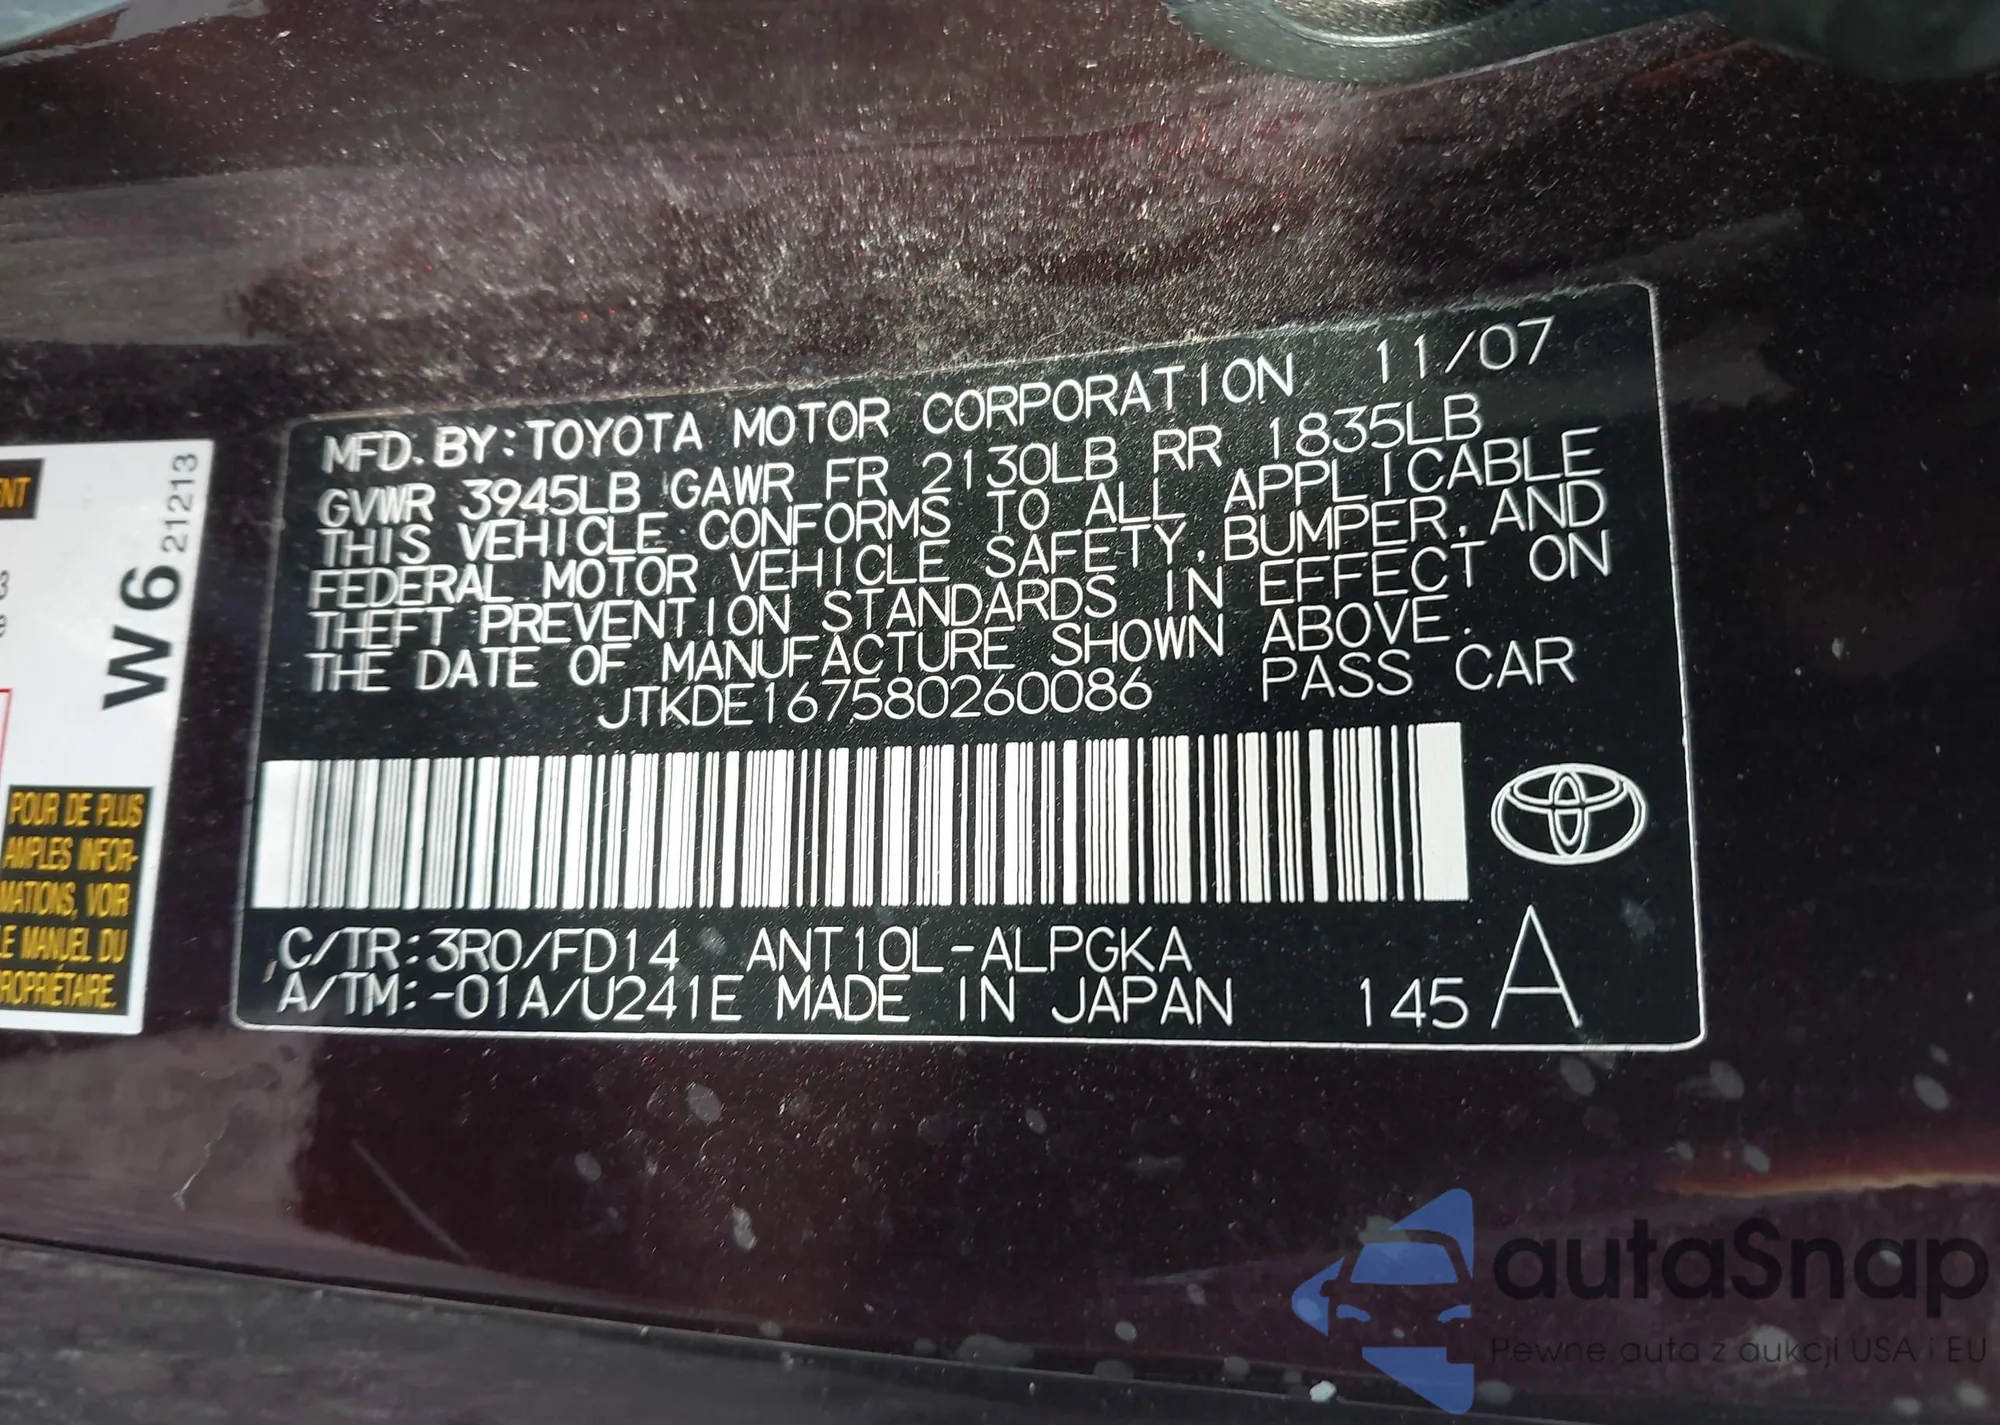 MFD. BY: TOYOTA MOTOR CORPORATION 11/07
GVWR 3945LB GAWR FR 2130LB RR 1835LB
THIS VEHICLE CONFORMS TO ALL APPLICABLE
FEDERAL MOTOR VEHICLE SAFETY, BUMPER, AND
THEFT PREVENTION STANDARDS IN EFFECT ON
THE DATE OF MANUFACTURE SHOWN ABOVE.
JTKDE167580260086 PASS CAR
C/TR: 3R0/FD14 ANT10L-ALPGKA
A/TM: -01A/U241E MADE IN JAPAN 145 A
W6 21213
POUR DE PLUS
AMPLES INFOR-
MATIONS, VOIR
LE MANUEL DU
PROPRIÉTAIRE.
autaSnap
Pewne auta z aukcji USA i EU